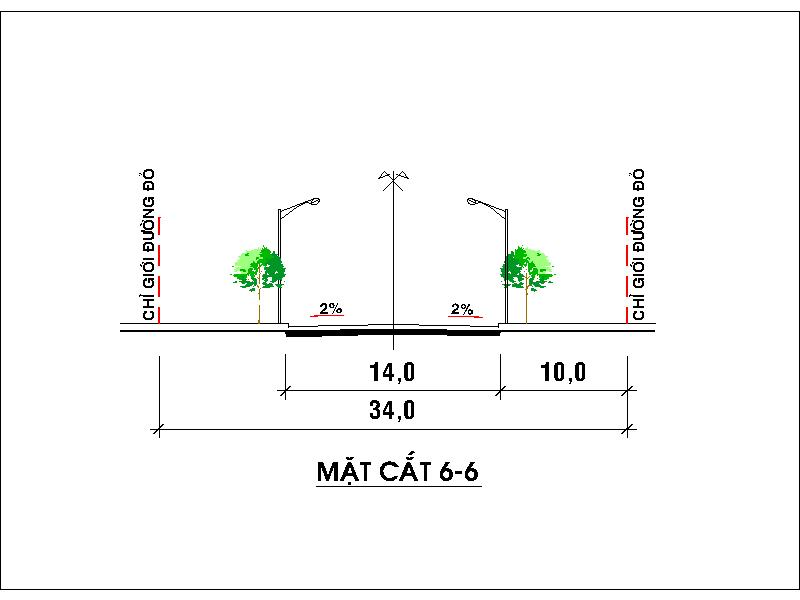 CHỈ GIỚI ĐƯỜNG ĐỎ
CHỈ GIỚI ĐƯỜNG ĐỎ
2%
2%
14,0
10,0
34,0
MẶT CẮT 6-6